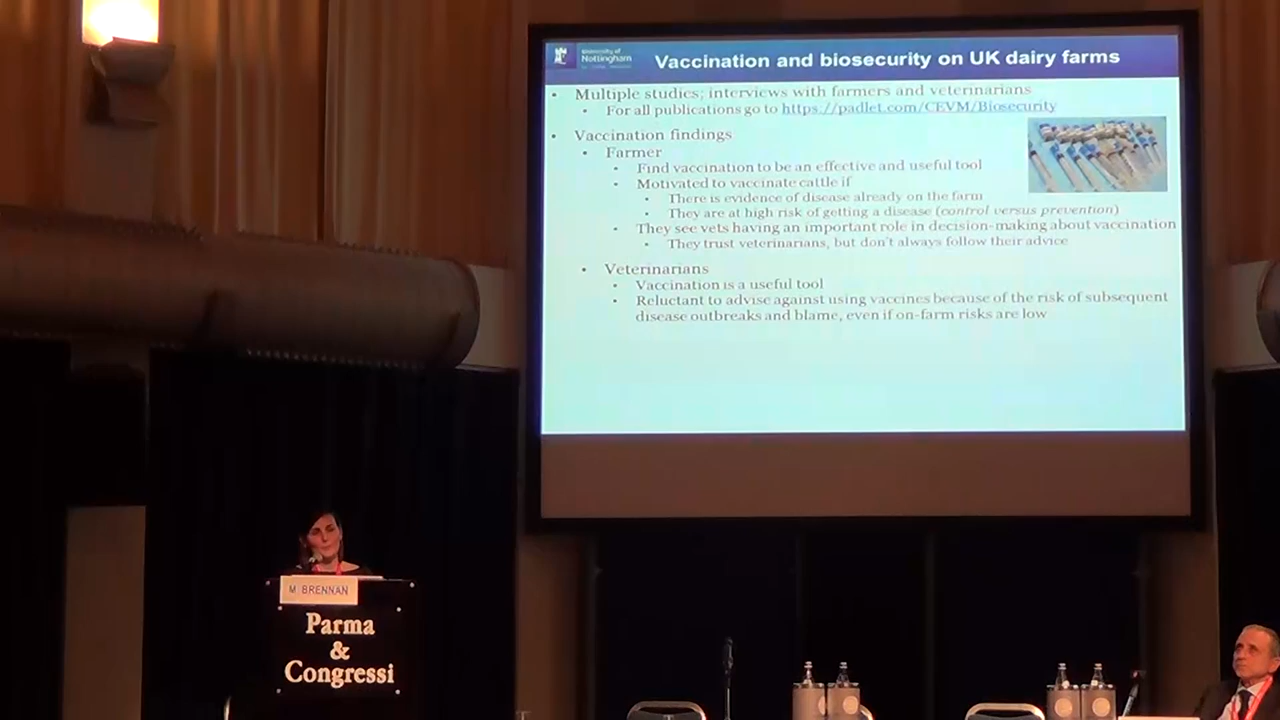 University of
Nottingham
Vaccination and biosecurity on UK dairy farms
• Multiple studies; interviews with farmers and veterinarians
• For all publications go to https://padlet.com/CEVM/Biosecurity
• Vaccination findings
• Farmer
• Find vaccination to be an effective and useful tool
• Motivated to vaccinate cattle if
• There is evidence of disease already on the farm
• They are at high risk of getting a disease (control versus prevention)
• They see vets having an important role in decision-making about vaccination
• They trust veterinarians, but don't always follow their advice
• Veterinarians
• Vaccination is a useful tool
• Reluctant to advise against using vaccines because of the risk of subsequent
disease outbreaks and blame, even if on-farm risks are low
M. BRENNAN
Parma
&
Congressi